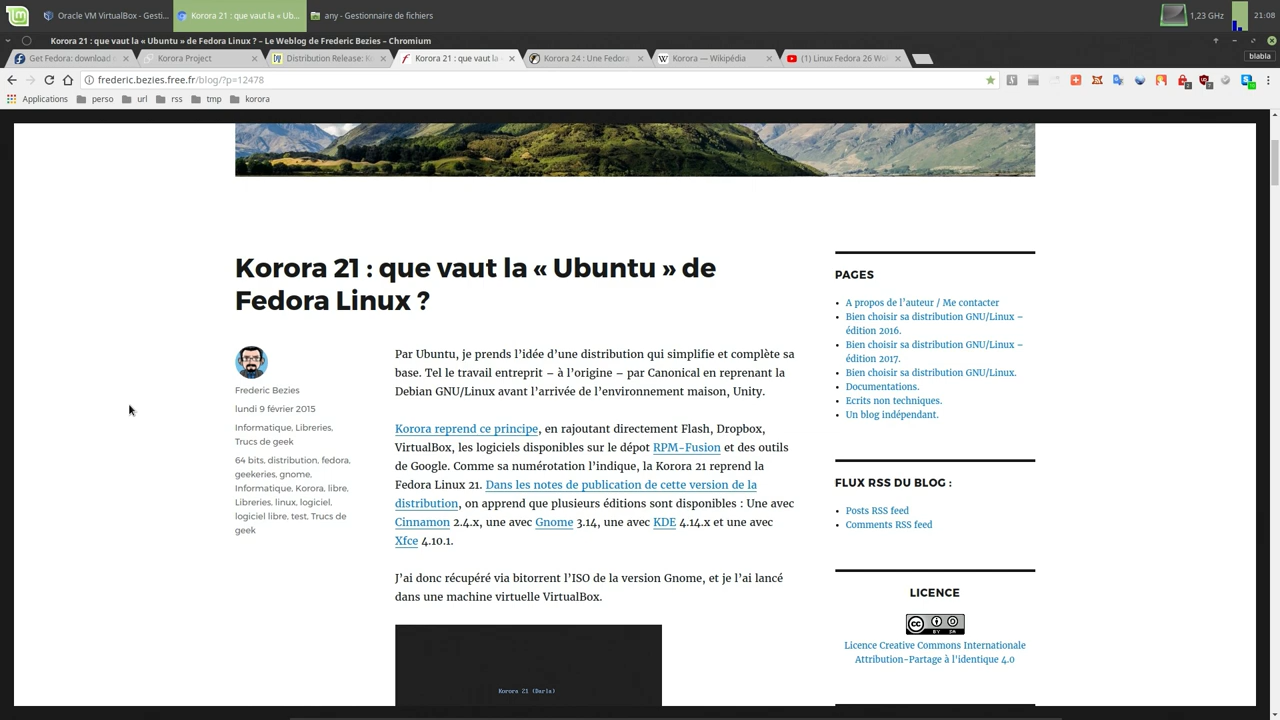 Oracle VM VirtualBox - Gesti...
Korora 21 : que vaut la « Ub...
any - Gestionnaire de fichiers
1,23 GHz
21:08
Korora 21 : que vaut la « Ubuntu » de Fedora Linux ? – Le Weblog de Frederic Bezies – Chromium
Get Fedora: download
Korora Project
Distribution Release:
Korora 21 : que vaut la
Korora 24 : Une Fedora
Korora — Wikipédia
(1) Linux Fedora 26
blabla
frederic.bezies.free.fr/blog/?p=12478
Applications
perso
url
rss
tmp
korora
Korora 21 : que vaut la « Ubuntu » de
Fedora Linux ?
Frederic Bezies
lundi 9 février 2015
Informatique, Libreries,
Trucs de geek
64 bits, distribution, fedora,
geekeries, gnome,
Informatique, Korora, libre,
Libreries, linux, logiciel,
logiciel libre, test, Trucs de
geek
Par Ubuntu, je prends l’idée d’une distribution qui simplifie et complète sa
base. Tel le travail entreprit – à l’origine – par Canonical en reprenant la
Debian GNU/Linux avant l’arrivée de l’environnement maison, Unity.
Korora reprend ce principe, en rajoutant directement Flash, Dropbox,
VirtualBox, les logiciels disponibles sur le dépot RPM-Fusion et des outils
de Google. Comme sa numérotation l’indique, la Korora 21 reprend la
Fedora Linux 21. Dans les notes de publication de cette version de la
distribution, on apprend que plusieurs éditions sont disponibles : Une avec
Cinnamon 2.4.x, une avec Gnome 3.14, une avec KDE 4.14.x et une avec
Xfce 4.10.1.
J’ai donc récupéré via bitorrent l’ISO de la version Gnome, et je l’ai lancé
dans une machine virtuelle VirtualBox.
Korora 21 (Darla)
PAGES
A propos de l’auteur / Me contacter
Bien choisir sa distribution GNU/Linux –
édition 2016.
Bien choisir sa distribution GNU/Linux –
édition 2017.
Bien choisir sa distribution GNU/Linux.
Documentations.
Ecrits non techniques.
Un blog indépendant.
FLUX RSS DU BLOG :
Posts RSS feed
Comments RSS feed
LICENCE
Licence Creative Commons Internationale
Attribution-Partage à l'identique 4.0